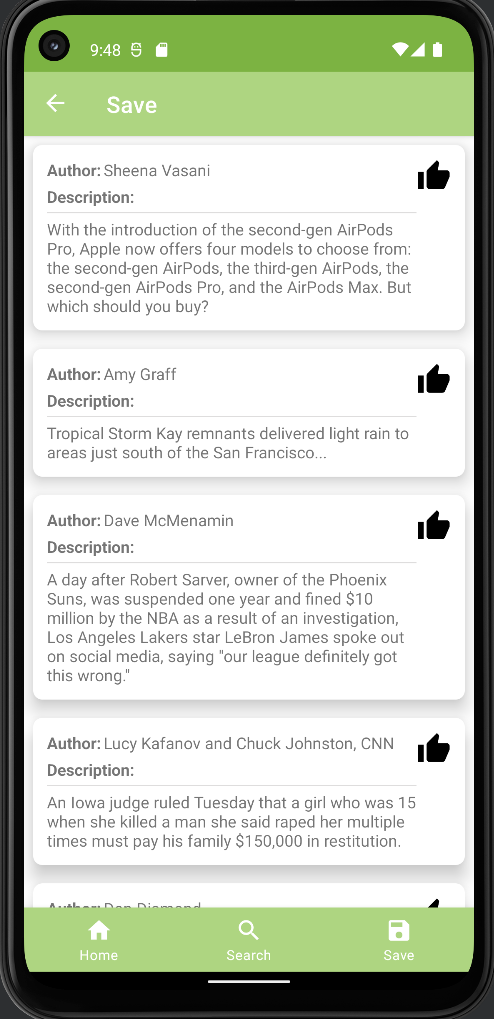 9:48
Save
Author: Sheena Vasani
Description:
With the introduction of the second-gen AirPods
Pro, Apple now offers four models to choose from:
the second-gen AirPods, the third-gen AirPods, the
second-gen AirPods Pro, and the AirPods Max. But
which should you buy?
Author: Amy Graff
Description:
Tropical Storm Kay remnants delivered light rain to
areas just south of the San Francisco...
Author: Dave McMenamin
Description:
A day after Robert Sarver, owner of the Phoenix
Suns, was suspended one year and fined $10
million by the NBA as a result of an investigation,
Los Angeles Lakers star LeBron James spoke out
on social media, saying "our league definitely got
this wrong."
Author: Lucy Kafanov and Chuck Johnston, CNN
Description:
An Iowa judge ruled Tuesday that a girl who was 15
when she killed a man she said raped her multiple
times must pay his family $150,000 in restitution.
Author:
Home Search Save